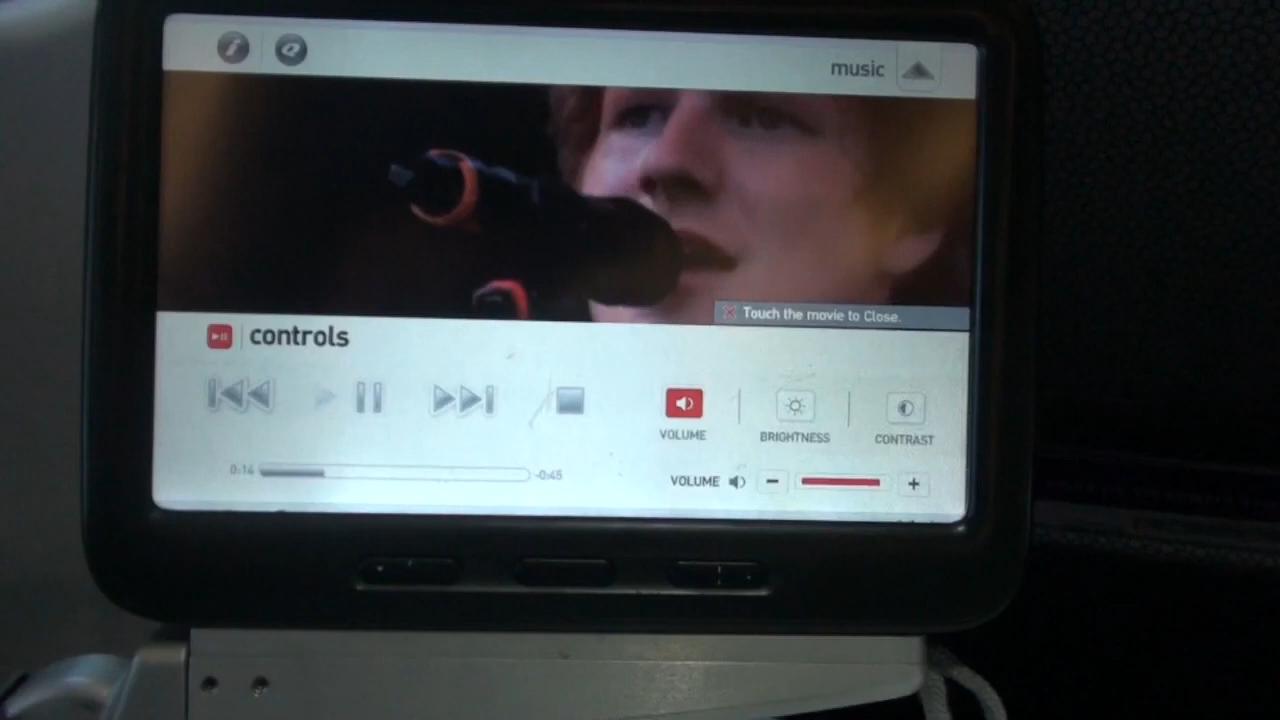 music
Touch the movie to Close.
controls
VOLUME
BRIGHTNESS
CONTRAST
0:14
-0:45
VOLUME